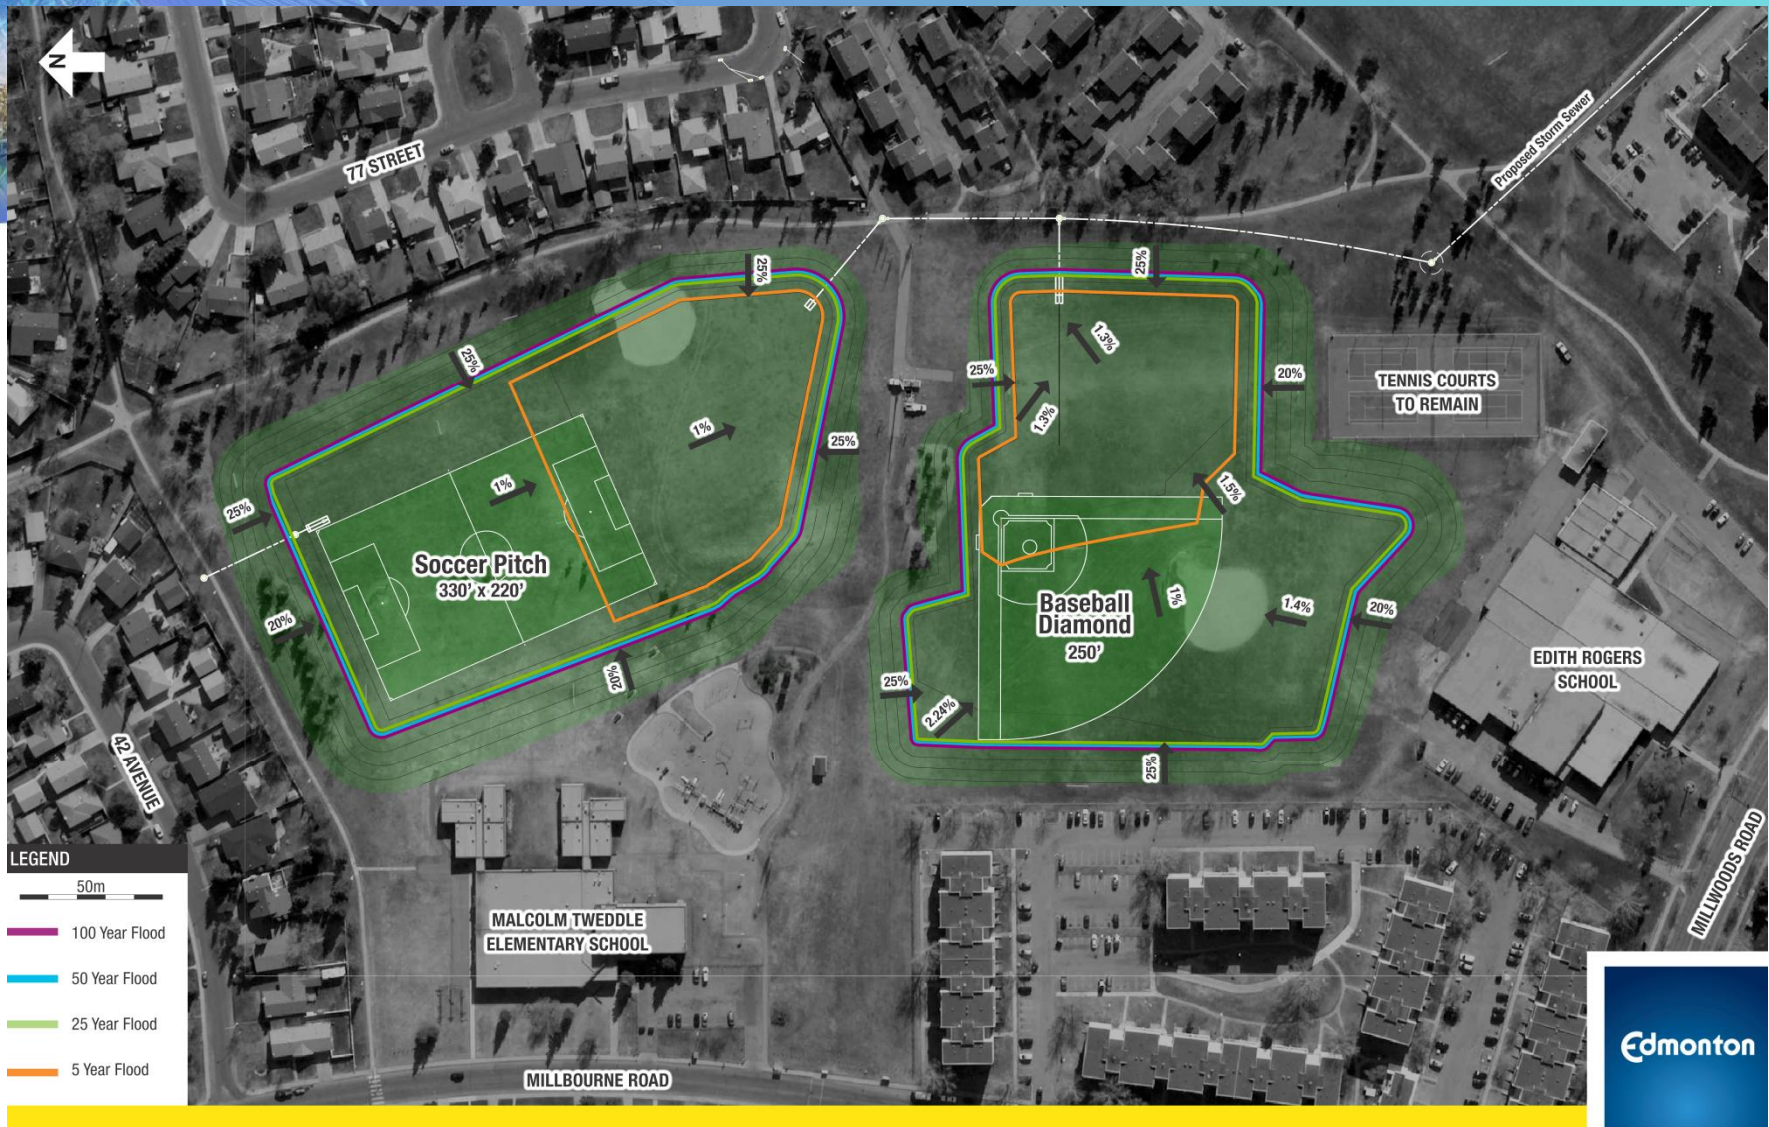 N
77 STREET
Proposed Storm Sewer
25%
25%
25%
1.3%
25%
20%
TENNIS COURTS
TO REMAIN
1.3%
1%
25%
1%
1.5%
25%
Soccer Pitch
330' x 220'
Baseball
Diamond
250'
1%
1.4%
20%
20%
20%
EDITH ROGERS
SCHOOL
25%
2.24%
25%
42 AVENUE
MALCOLM TWEDDLE
ELEMENTARY SCHOOL
MILLWOODS ROAD
MILLBOURNE ROAD
LEGEND
50m
100 Year Flood
50 Year Flood
25 Year Flood
5 Year Flood
Edmonton